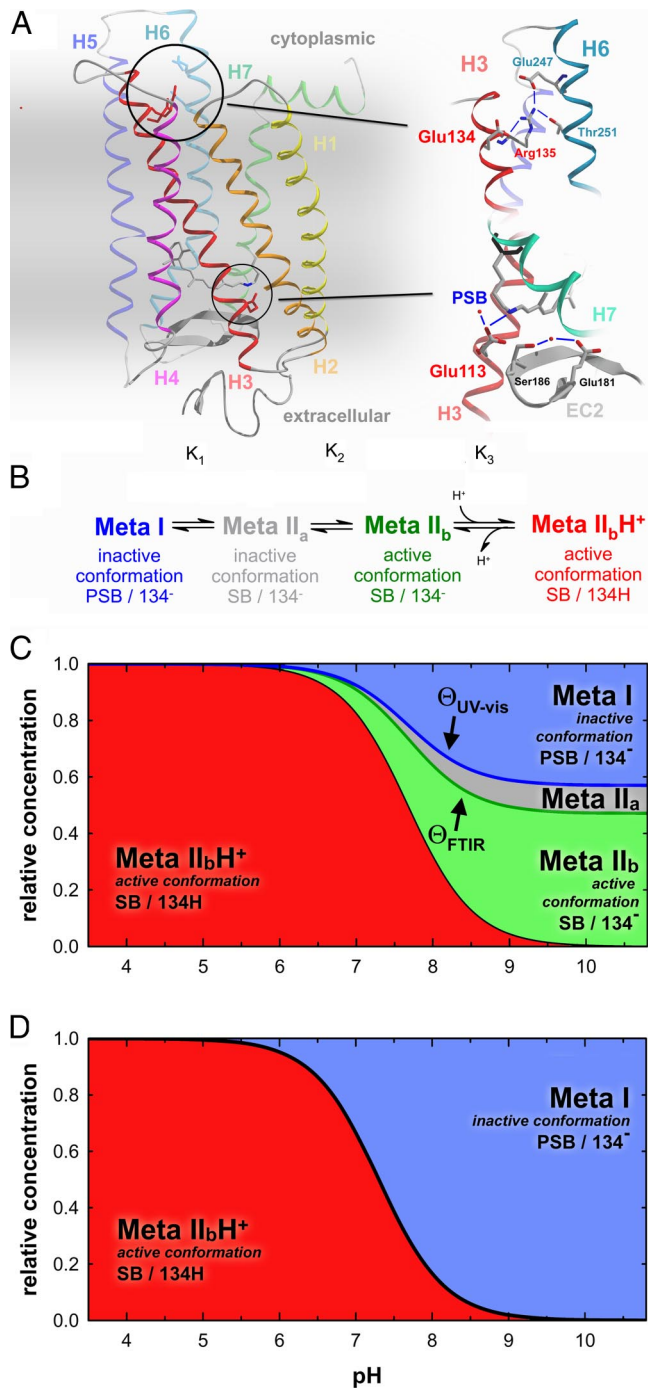 A
H5
H6
cytoplasmic
H7
H1
H4
H3
H2
extracellular
H3
Glu247
H6
Glu134
Arg135
Thr251
PSB
H7
Glu113
Ser186
Glu181
H3
EC2
K1
K2
K3
B
Meta I
inactive
conformation
PSB / 134-
Meta IIa
inactive
conformation
SB / 134-
Meta IIb
active
conformation
SB / 134-
H+
H+
Meta IIbH+
active
conformation
SB / 134H
C
relative concentration
1.0
0.8
0.6
0.4
0.2
0.0
ΘUV-vis
ΘFTIR
Meta I
inactive
conformation
PSB / 134-
Meta IIa
Meta IIb
active
conformation
SB / 134-
Meta IIbH+
active conformation
SB / 134H
4 5 6 7 8 9 10
D
relative concentration
1.0
0.8
0.6
0.4
0.2
0.0
Meta I
inactive conformation
PSB / 134-
Meta IIbH+
active conformation
SB / 134H
4 5 6 7 8 9 10
pH